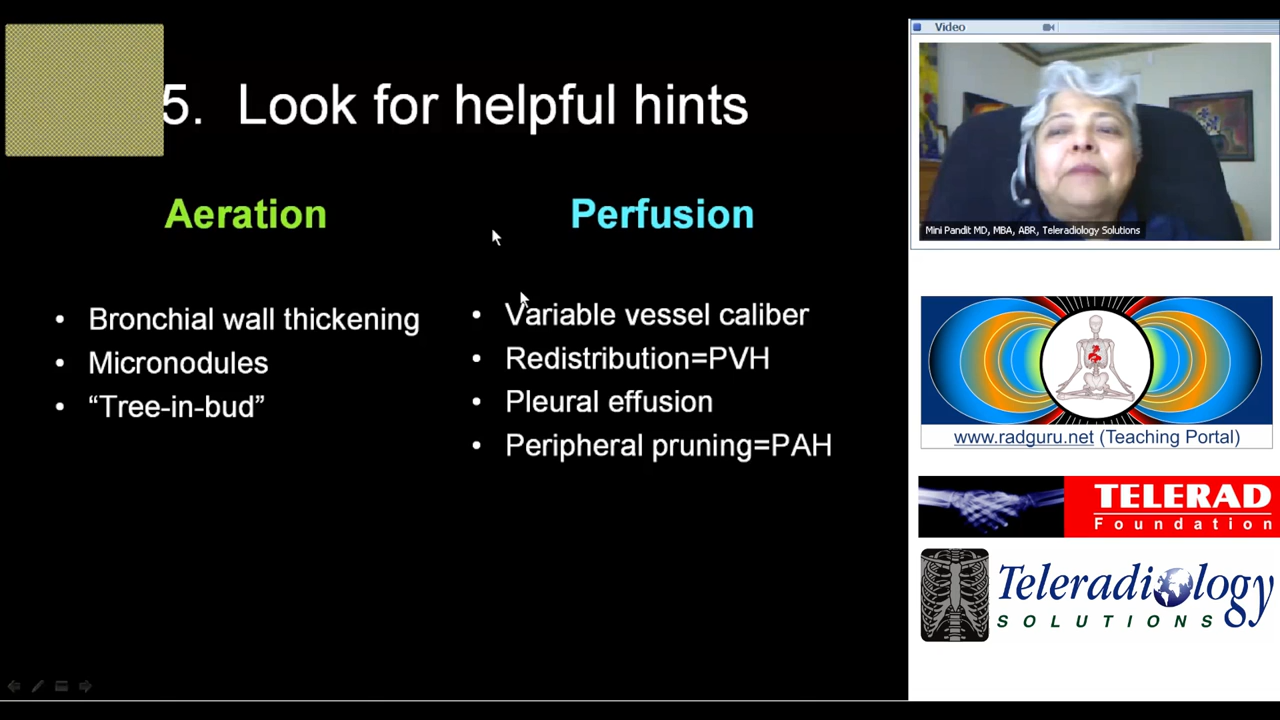 5. Look for helpful hints
Aeration
Perfusion
• Bronchial wall thickening
• Micronodules
• “Tree-in-bud”
• Variable vessel caliber
• Redistribution=PVH
• Pleural effusion
• Peripheral pruning=PAH
Video
Mini Pandit MD, MBA, ABR, Teleradiology Solutions
www.radguru.net (Teaching Portal)
TELERAD
Foundation
Teleradiology
SOLUTIONS